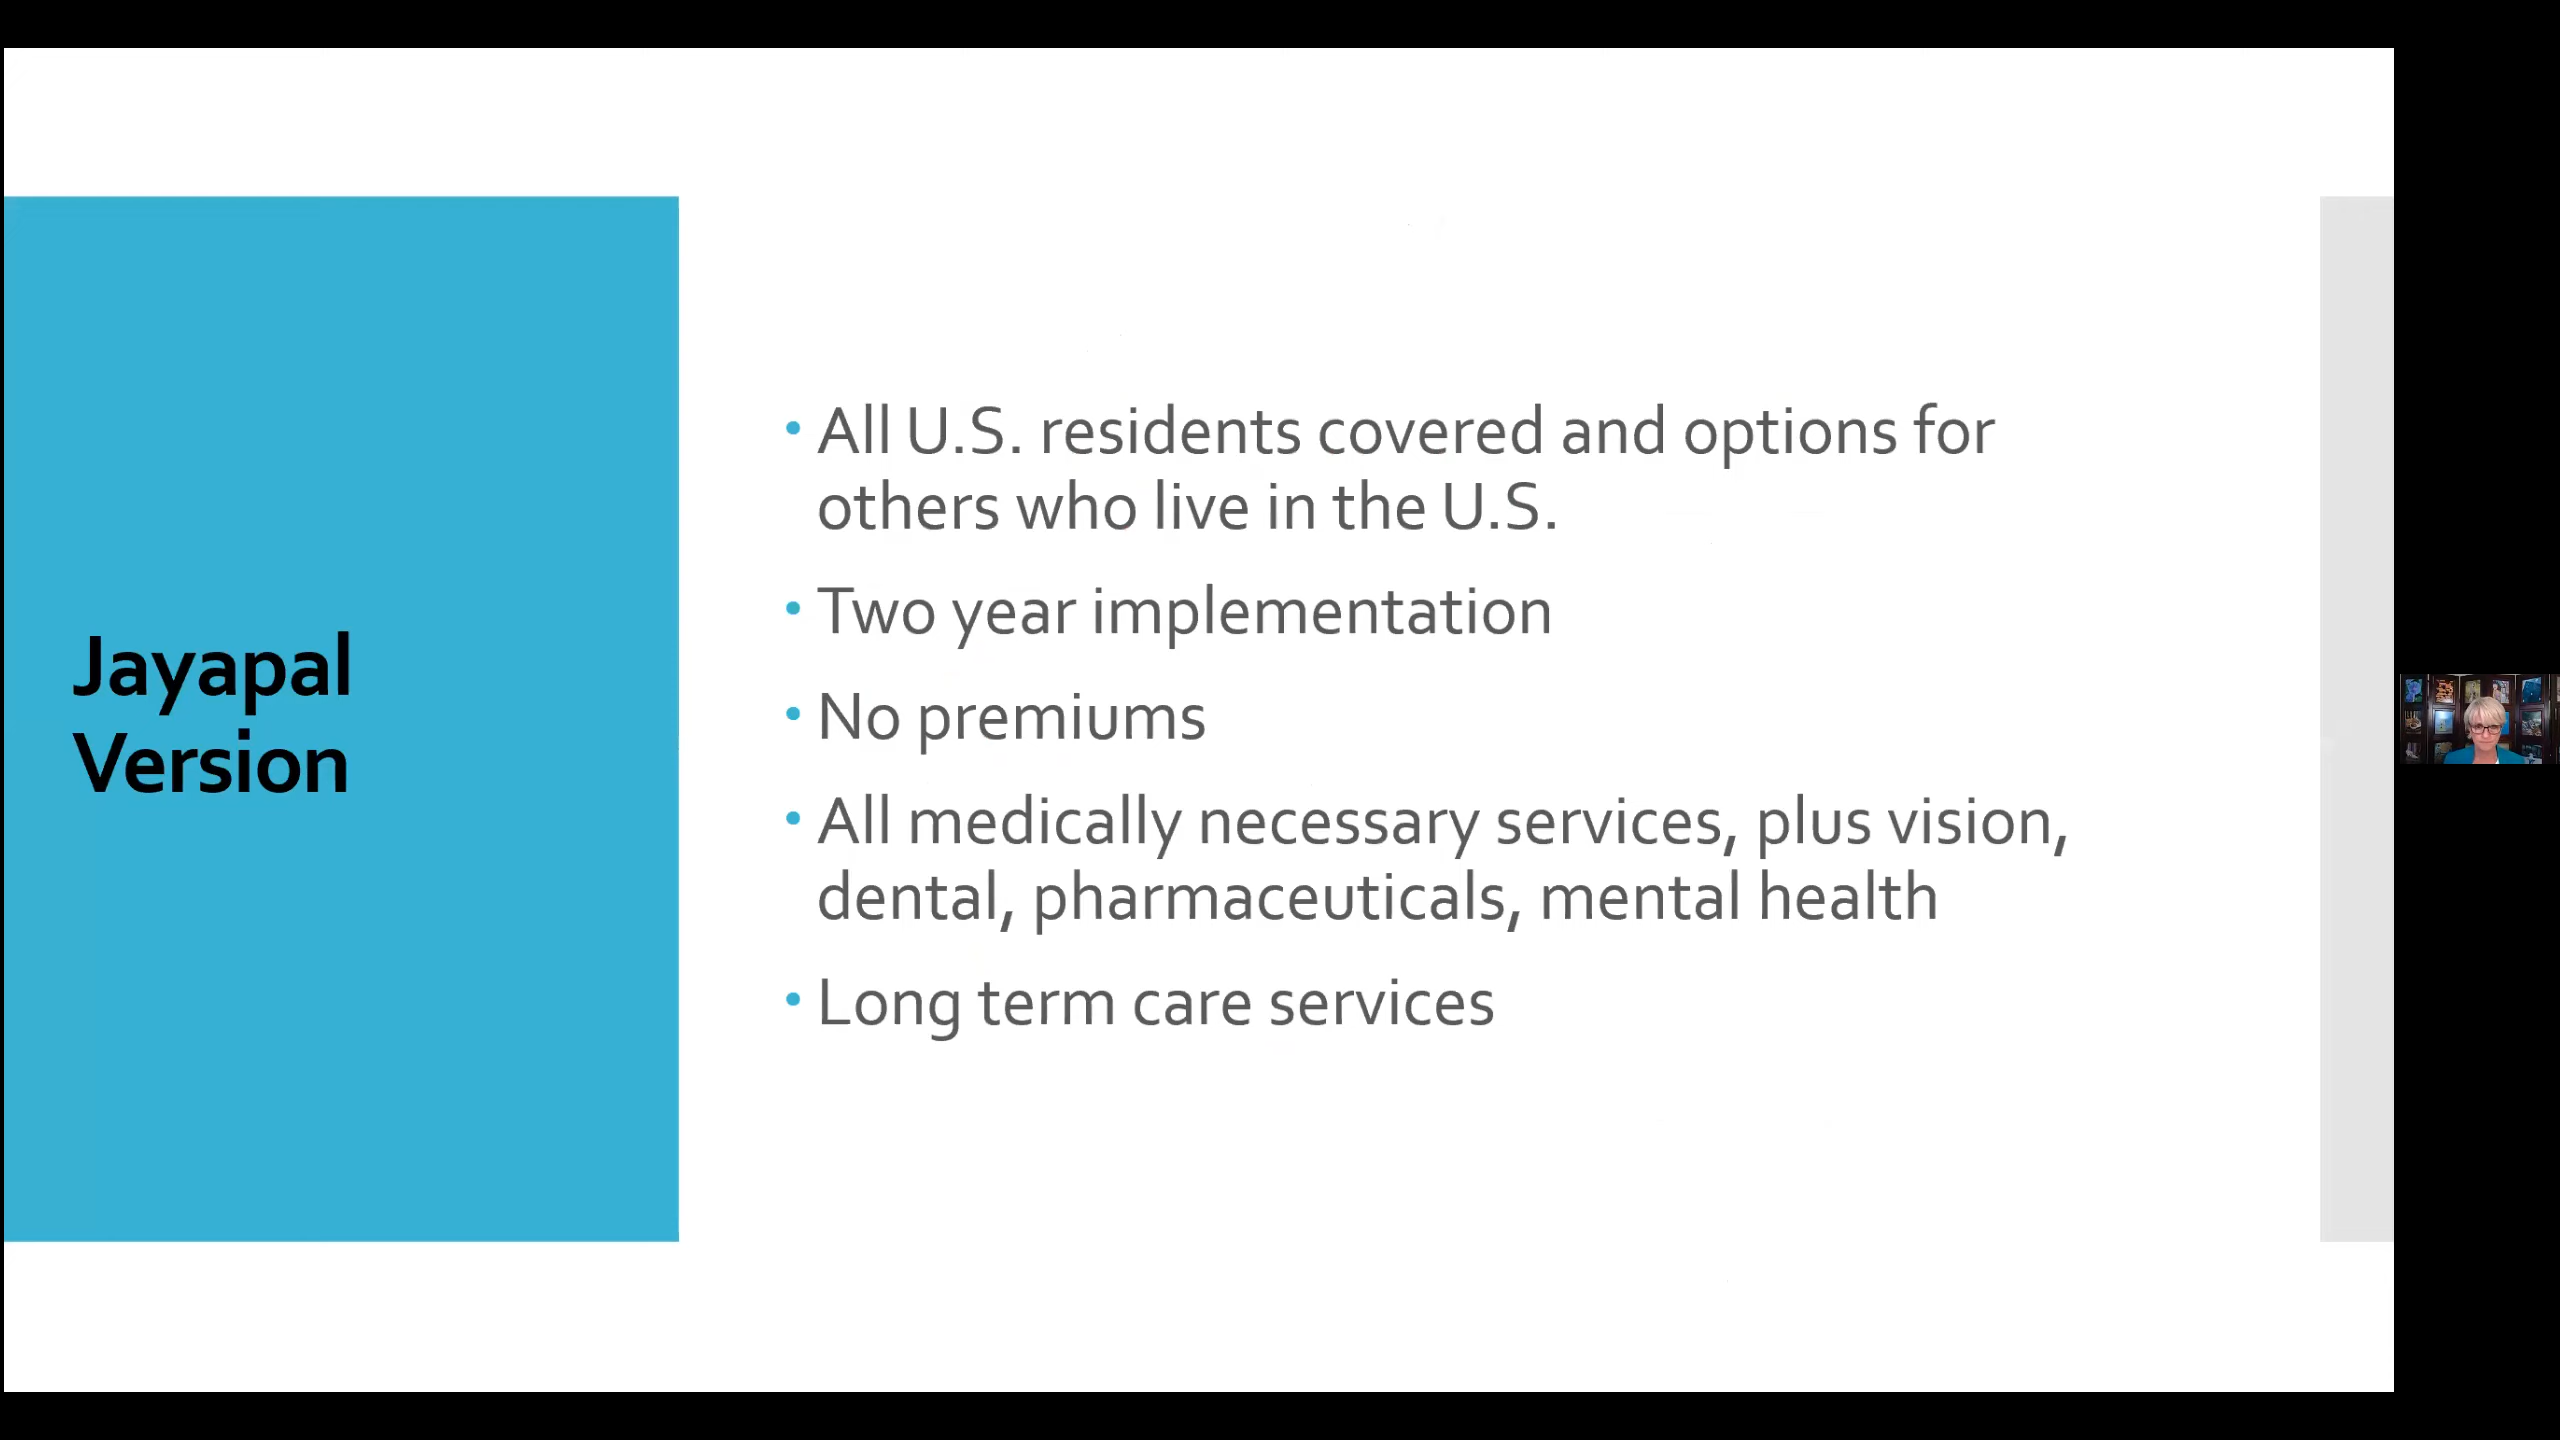 Jayapal
Version
• All U.S. residents covered and options for
others who live in the U.S.
• Two year implementation
• No premiums
• All medically necessary services, plus vision,
dental, pharmaceuticals, mental health
• Long term care services